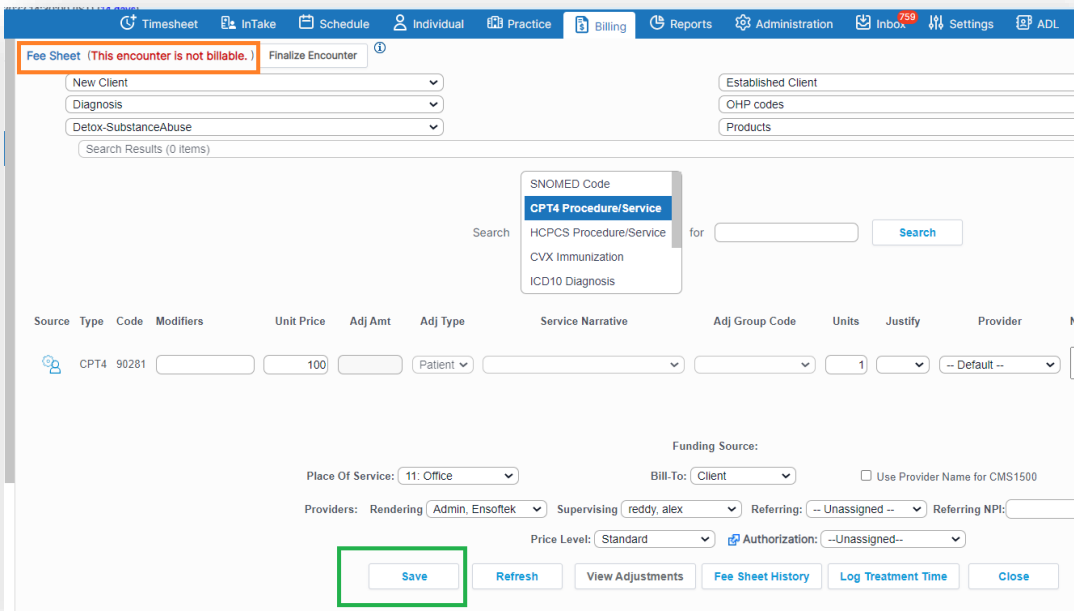 Timesheet InTake Schedule Individual Practice Billing Reports Administration Inbox 759 Settings ADL
Fee Sheet (This encounter is not billable. ) Finalize Encounter
New Client Established Client
Diagnosis OHP codes
Detox-SubstanceAbuse Products
Search Results (0 items)
SNOMED Code
CPT4 Procedure/Service
Search HCPCS Procedure/Service for Search
CVX Immunization
ICD10 Diagnosis
Source Type Code Modifiers Unit Price Adj Amt Adj Type Service Narrative Adj Group Code Units Justify Provider
CPT4 90281 100 Patient 1 -- Default --
Funding Source:
Place Of Service: 11: Office Bill-To: Client Use Provider Name for CMS1500
Providers: Rendering Admin, Ensoftek Supervising reddy, alex Referring: -- Unassigned -- Referring NPI:
Price Level: Standard Authorization: --Unassigned--
Save Refresh View Adjustments Fee Sheet History Log Treatment Time Close